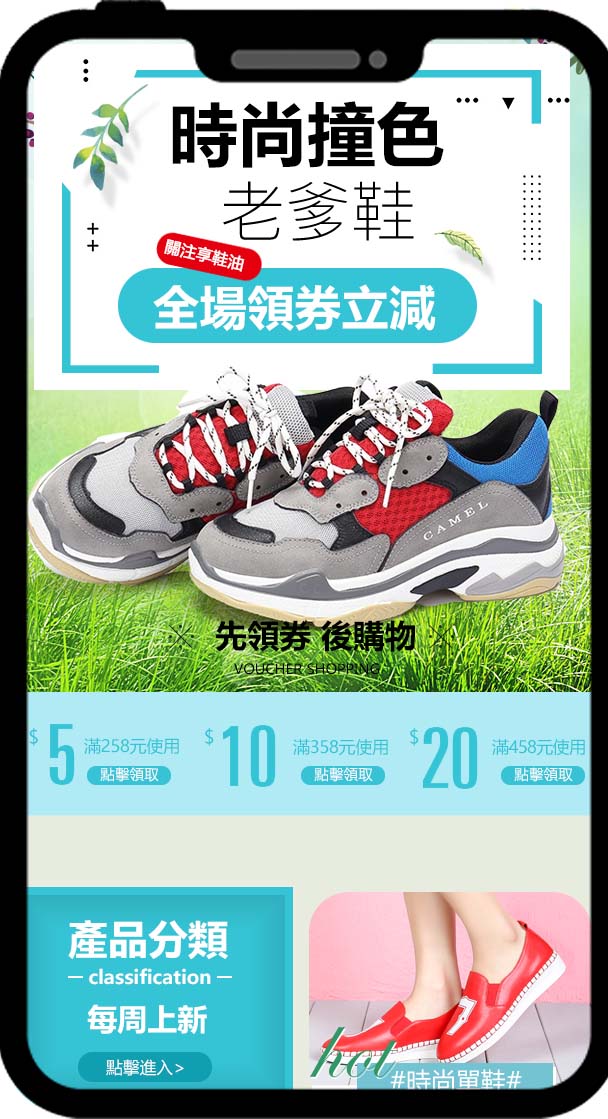 時尚撞色
老爹鞋
關注享鞋油
全場領券立減
CAMEL
※ 先領券 後購物 ※
VOUCHER SHOPPING
$ 5 滿258元使用
點擊領取
$ 10 滿358元使用
點擊領取
$ 20 滿458元使用
點擊領取
產品分類
classification
每周上新
點擊進入>
7
hot
#時尚單鞋#